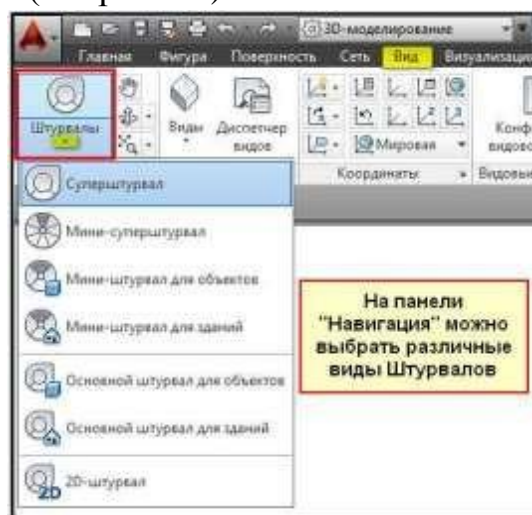 3D-моделирование
Главная Фигура Поверхность Сеть Вид Визуализация
Штурвалы
Виды
Диспетчер видов
Мировая
Координаты
Суперштурвал
Мини-суперштурвал
Мини-штурвал для объектов
Мини-штурвал для зданий
Основной штурвал для объектов
Основной штурвал для зданий
2D-штурвал
2D
На панели
"Навигация" можно
выбрать различные
виды Штурвалов